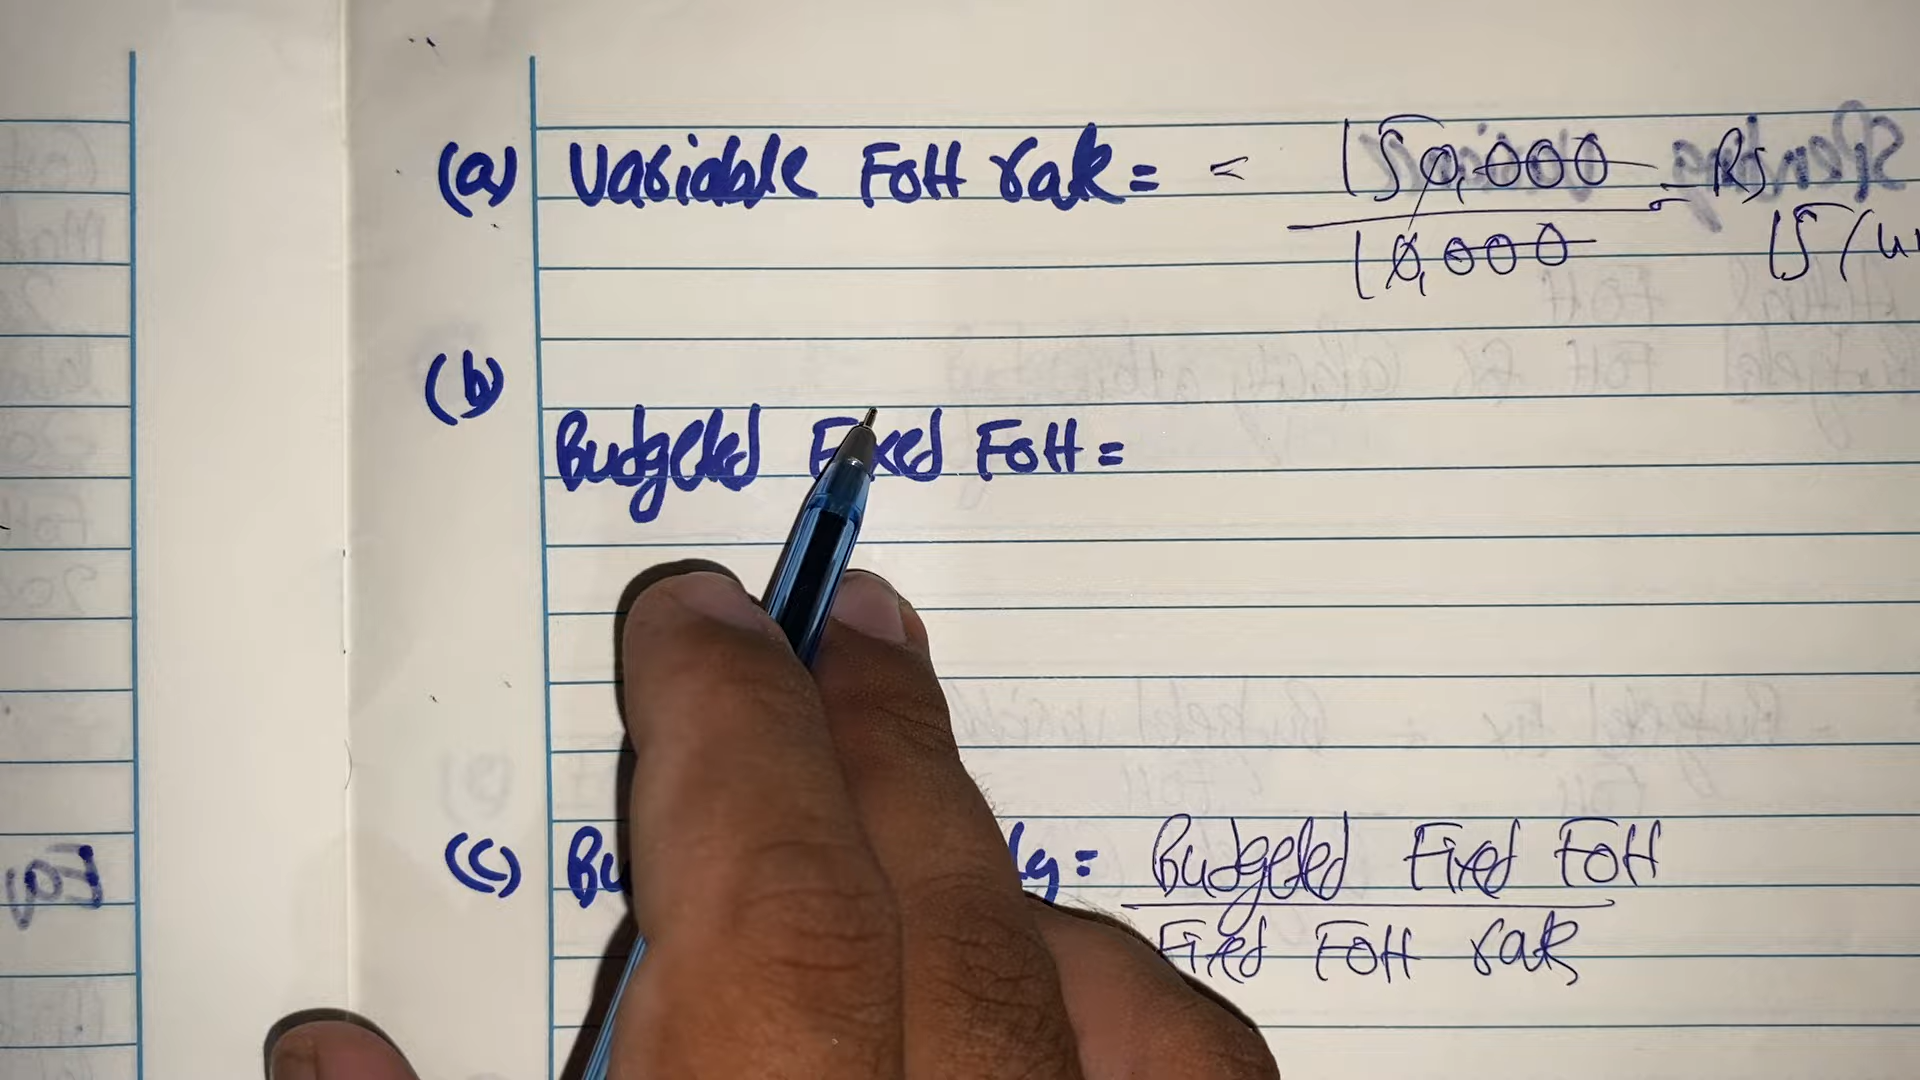 (a) Variable FOH rate = = 150,000 = Rs
10,000 15/u
(b)
Budgeted Fixed FOH =
(c) Bu ty = Budgeted Fixed FOH
Fixed FOH rate